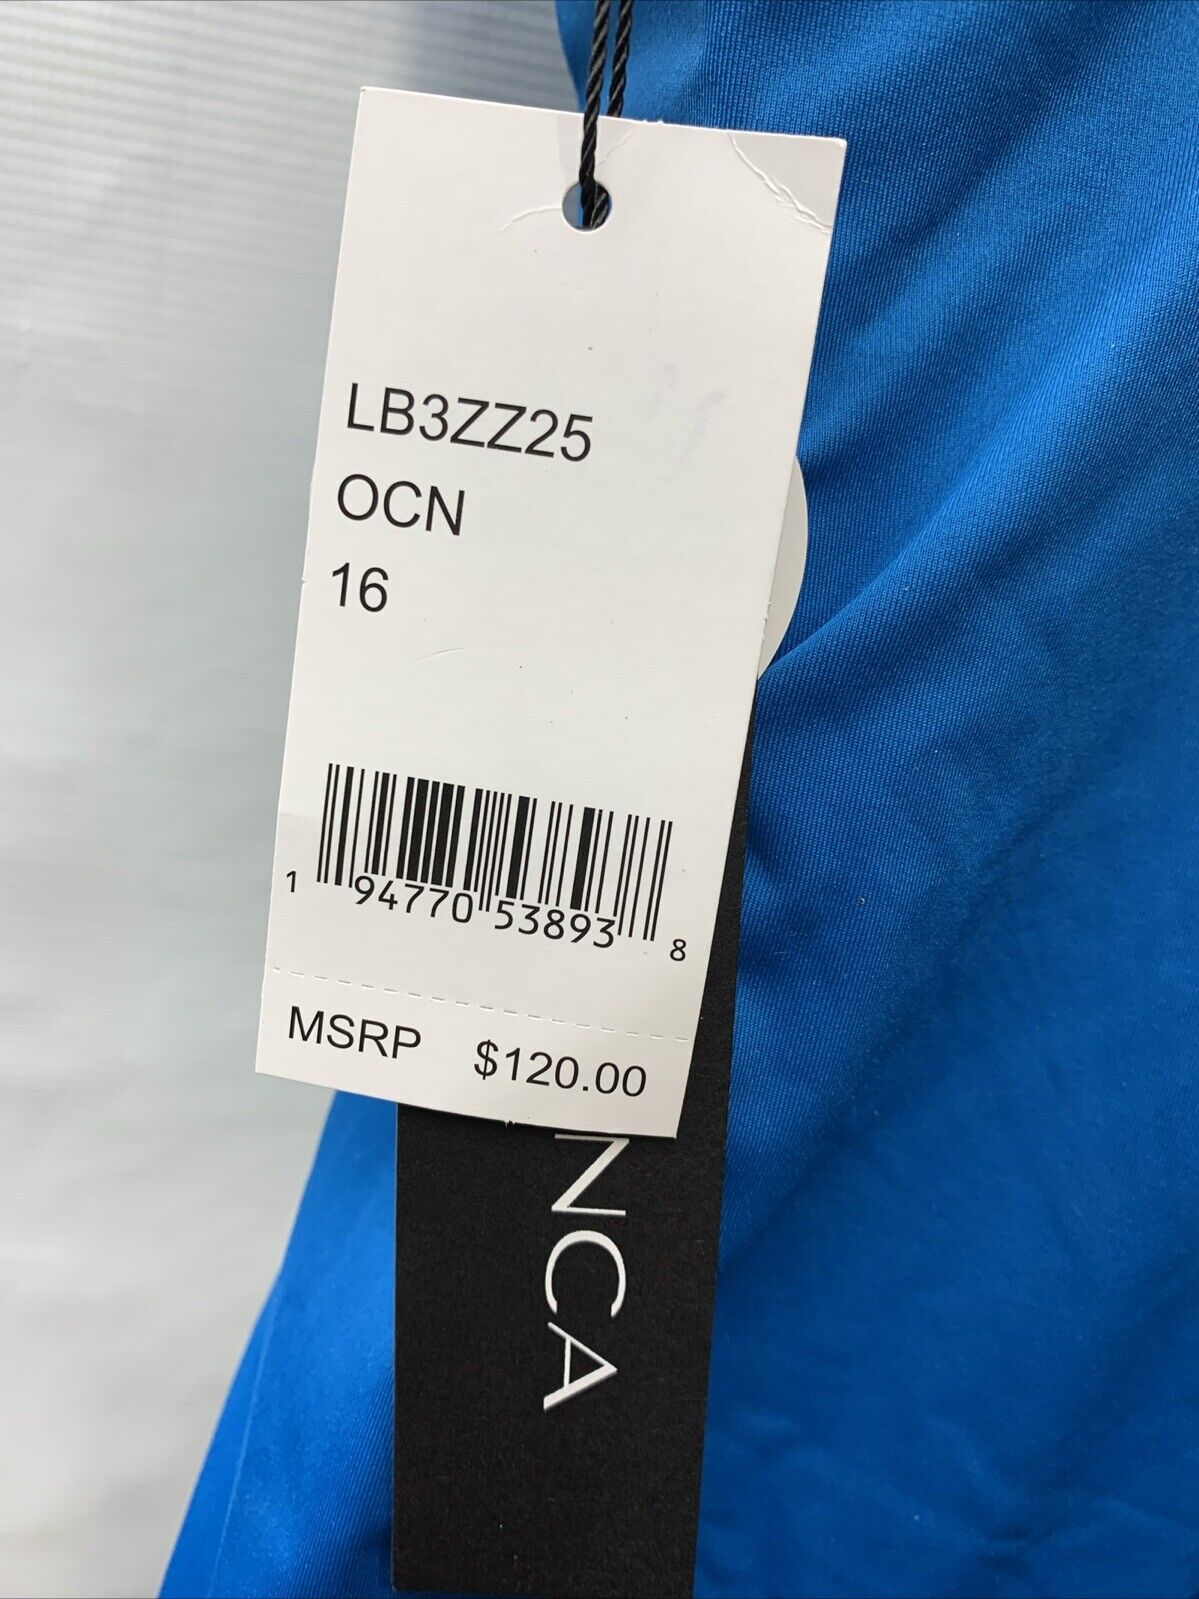 LB3ZZ25
OCN
16
1 94770 53893 8
MSRP $120.00
NCA